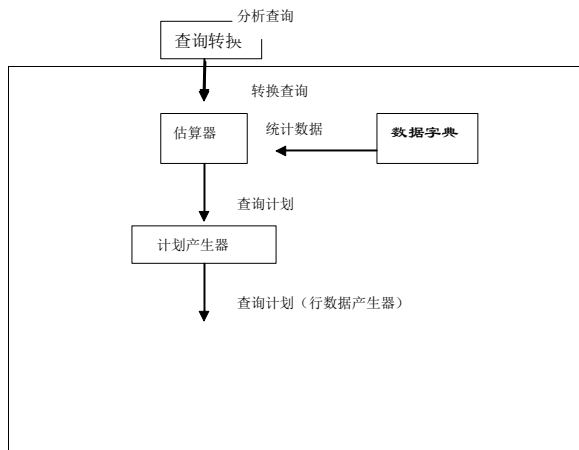 分析查询
查询转换
转换查询
估算器
统计数据
数据字典
查询计划
计划产生器
查询计划（行数据产生器）